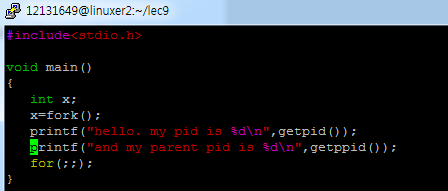 12131649@linuxer2:~/lec9
#include<stdio.h>
void main()
{
int x;
x=fork();
printf("hello. my pid is %d\n",getpid());
printf("and my parent pid is %d\n",getppid());
for(;;);
}